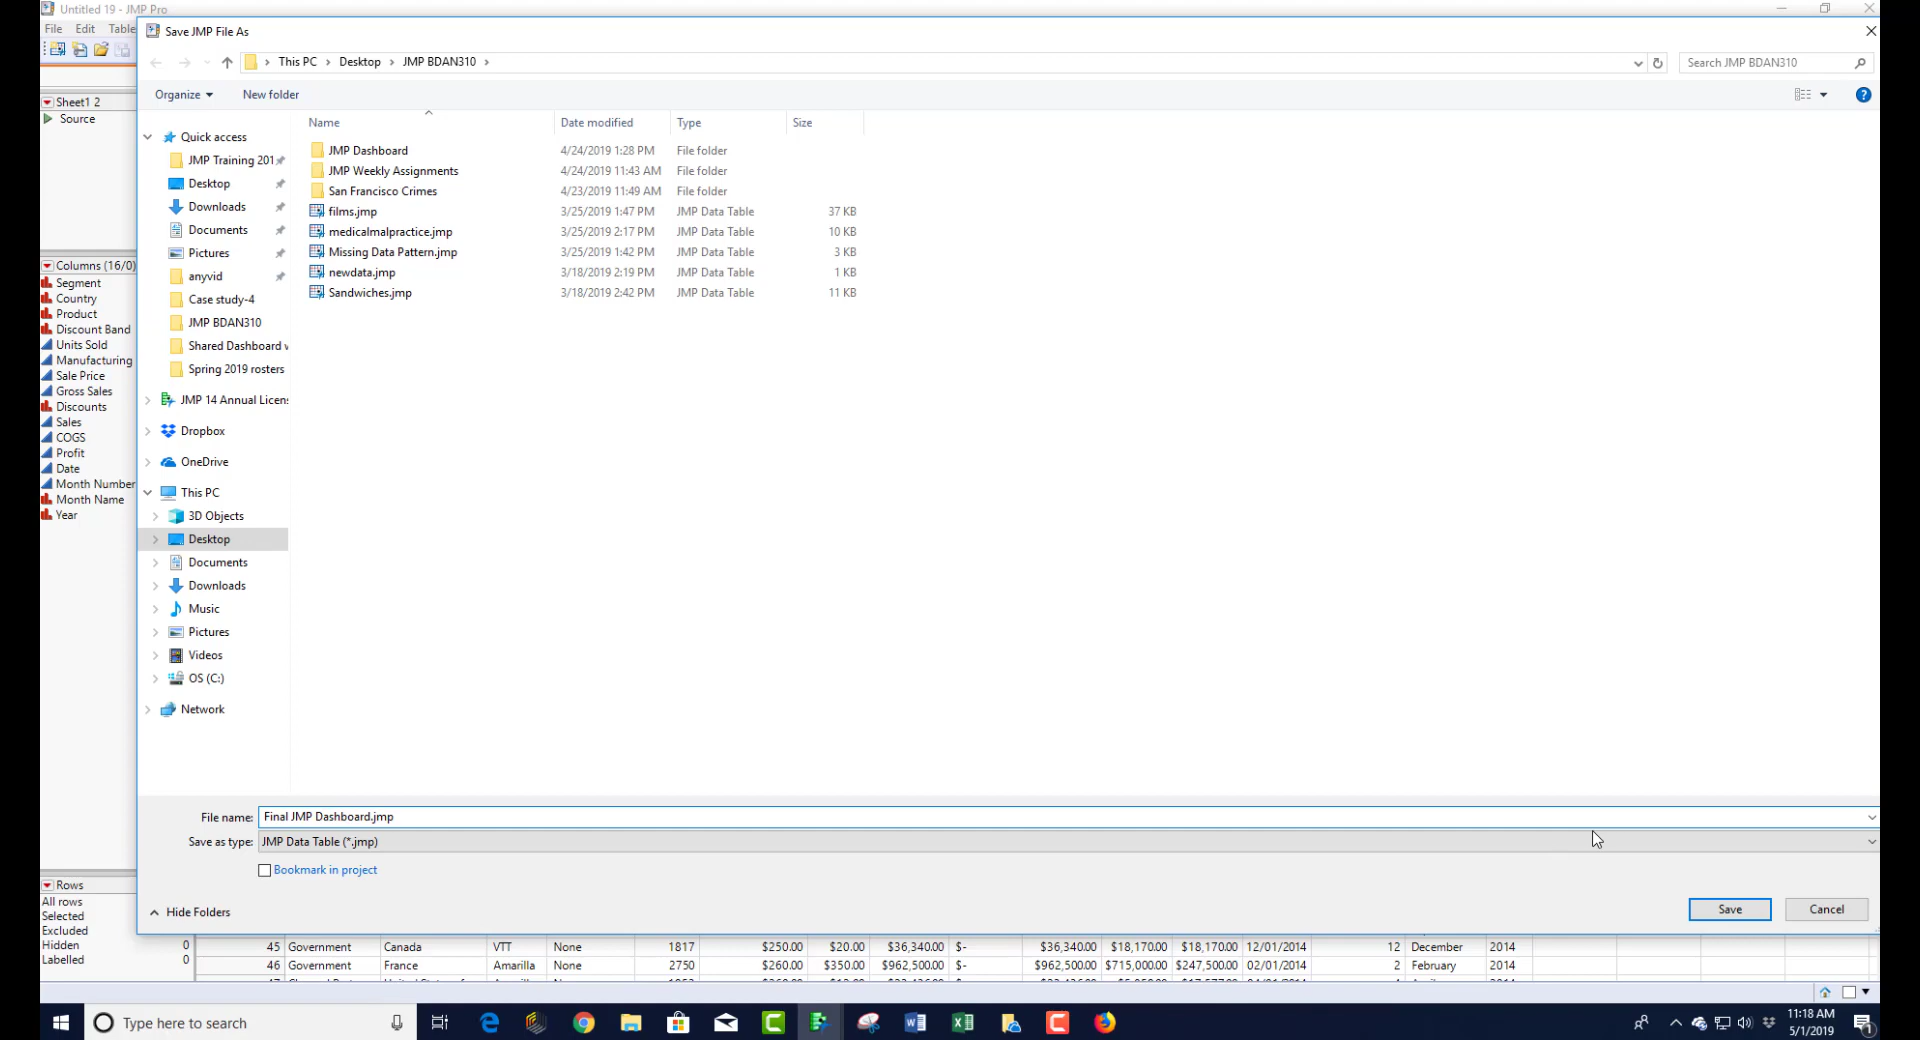 Untitled 19 - JMP Pro
File Edit Table
Save JMP File As
This PC > Desktop > JMP BDAN310 >
Search JMP BDAN310
Organize New folder
Name Date modified Type Size
JMP Dashboard 4/24/2019 1:28 PM File folder
JMP Weekly Assignments 4/24/2019 11:43 AM File folder
San Francisco Crimes 4/23/2019 11:49 AM File folder
films.jmp 3/25/2019 1:47 PM JMP Data Table 37 KB
medicalmalpractice.jmp 3/25/2019 2:17 PM JMP Data Table 10 KB
Missing Data Pattern.jmp 3/25/2019 1:42 PM JMP Data Table 3 KB
newdata.jmp 3/18/2019 2:19 PM JMP Data Table 1 KB
Sandwiches.jmp 3/18/2019 2:42 PM JMP Data Table 11 KB
Quick access
JMP Training 201
Desktop
Downloads
Documents
Pictures
anyvid
Case study-4
JMP BDAN310
Shared Dashboard w
Spring 2019 rosters
JMP 14 Annual Licens
Dropbox
OneDrive
This PC
3D Objects
Desktop
Documents
Downloads
Music
Pictures
Videos
OS (C:)
Network
Sheet1 2
Source
Columns (16/0)
Segment
Country
Product
Discount Band
Units Sold
Manufacturing
Sale Price
Gross Sales
Discounts
Sales
COGS
Profit
Date
Month Number
Month Name
Year
File name: Final JMP Dashboard.jmp
Save as type: JMP Data Table (*.jmp)
Bookmark in project
Hide Folders
Save Cancel
Rows
All rows
Selected
Excluded
Hidden 0
Labelled 0
45 Government Canada VTT None 1817 $250.00 $20.00 $36,340.00 $- $36,340.00 $18,170.00 $18,170.00 12/01/2014 12 December 2014
46 Government France Amarilla None 2750 $260.00 $350.00 $962,500.00 $- $962,500.00 $715,000.00 $247,500.00 02/01/2014 2 February 2014
Type here to search
11:18 AM
5/1/2019
1